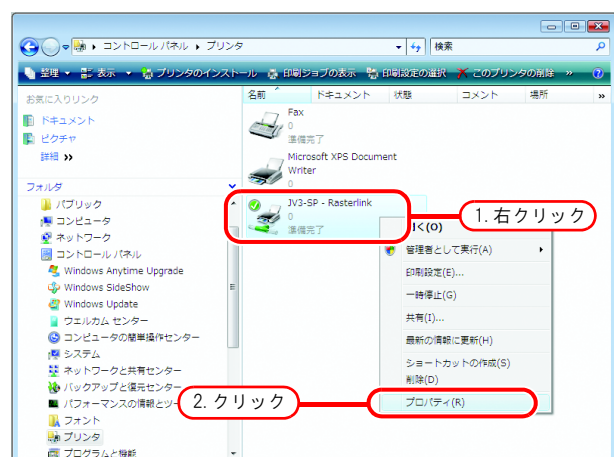 コントロール パネル ▸ プリンタ
検索
整理 表示 プリンタのインストール 印刷ジョブの表示 印刷設定の選択 このプリンタの削除 »
お気に入りリンク
ドキュメント
ピクチャ
詳細 »
フォルダ
パブリック
コンピュータ
ネットワーク
コントロール パネル
Windows Anytime Upgrade
Windows SideShow
Windows Update
ウェルカム センター
コンピュータの簡単操作センター
システム
ネットワークと共有センター
バックアップと復元センター
パフォーマンスの情報とツー
フォント
プリンタ
プログラムと機能
名前 ドキュメント 状態 コメント 場所 »
Fax
0
準備完了
Microsoft XPS Document
Writer
0
JV3-SP - Rasterlink
0
準備完了
1. 右クリック
く(O)
管理者として実行(A)
印刷設定(E)...
一時停止(G)
共有(I)...
最新の情報に更新(H)
ショートカットの作成(S)
削除(D)
プロパティ(R)
2. クリック